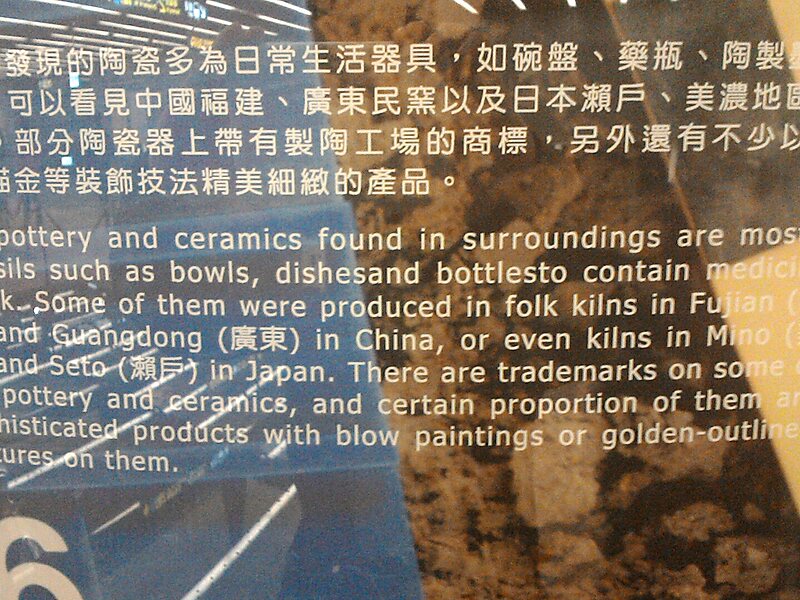 發現的陶瓷多為日常生活器具，如碗盤、藥瓶、陶製
可以看見中國福建、廣東民窯以及日本瀨戶、美濃地區
。部分陶瓷器上帶有製陶工場的商標，另外還有不少以
描金等裝飾技法精美細緻的產品。
pottery and ceramics found in surroundings are most
sils such as bowls, dishesand bottlesto contain medici
k. Some of them were produced in folk kilns in Fujian (
and Guangdong (廣東) in China, or even kilns in Mino (
and Seto (瀨戶) in Japan. There are trademarks on some o
pottery and ceramics, and certain proportion of them ar
histicated products with blow paintings or golden-outline
tures on them.
6